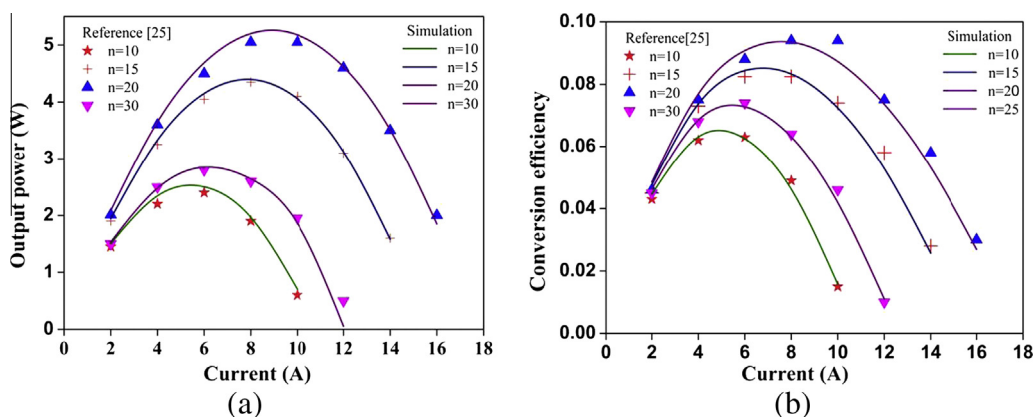 Output power (W)
5
4
3
2
1
0
Reference [25]
n=10
n=15
n=20
n=30
Simulation
n=10
n=15
n=20
n=30
0 2 4 6 8 10 12 14 16 18
Current (A)
(a)
Conversion efficiency
0.10
0.08
0.06
0.04
0.02
0.00
Reference[25]
n=10
n=15
n=20
n=30
Simulation
n=10
n=15
n=20
n=25
0 2 4 6 8 10 12 14 16 18
Current (A)
(b)